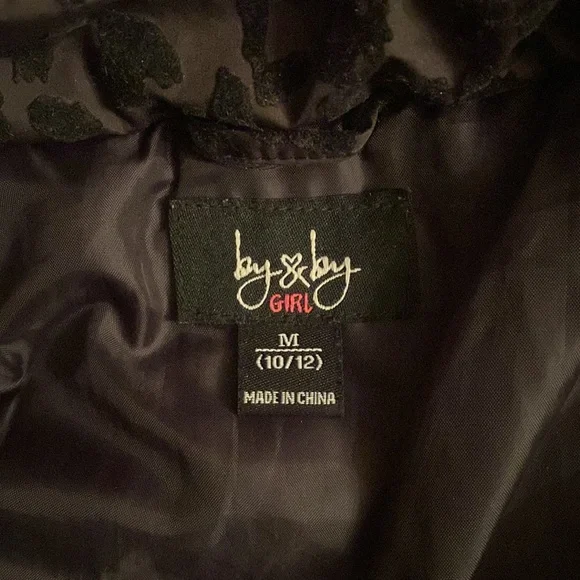 by & by
GIRL
M
(10/12)
MADE IN CHINA